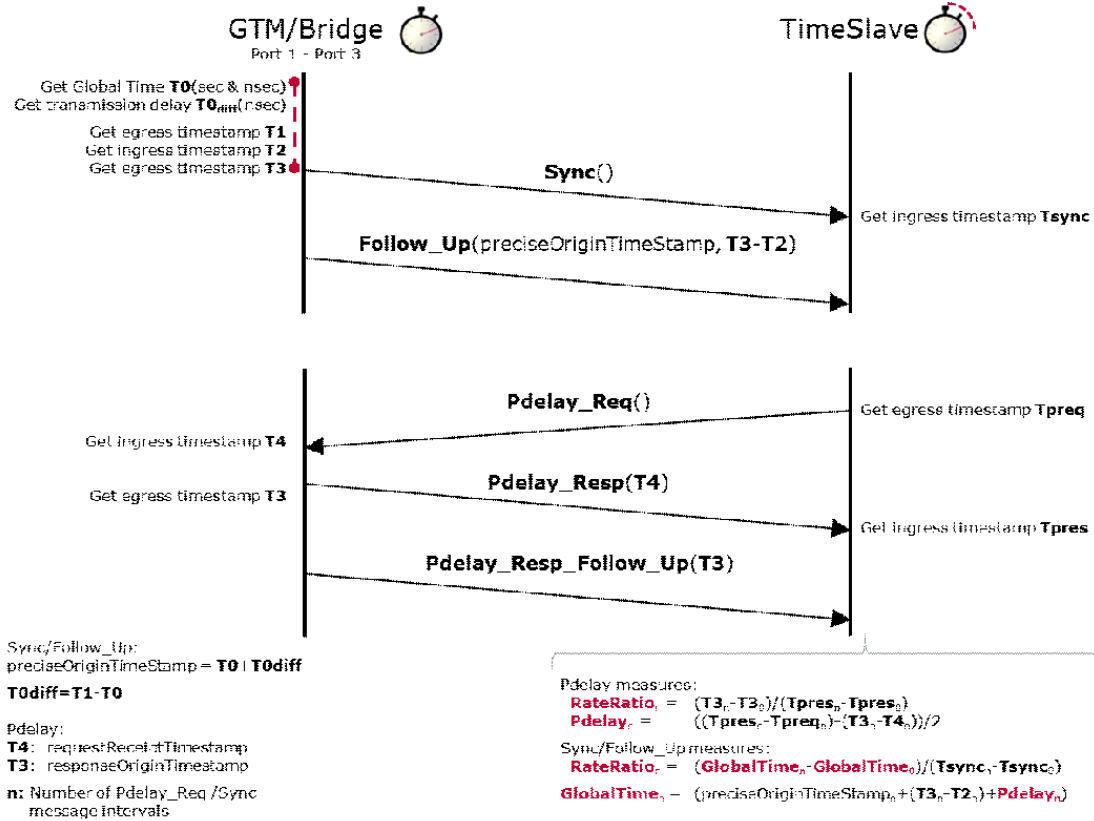 GTM/Bridge
Port 1 - Port 3
TimeSlave
Get Global Time T0(sec & nsec)
Get transmission delay T0diff(nsec)
Get egress timestamp T1
Get ingress timestamp T2
Get egress timestamp T3
Sync()
Get ingress timestamp Tsync
Follow_Up(preciseOriginTimeStamp, T3-T2)
Pdelay_Req()
Get egress timestamp Tpreq
Get ingress timestamp T4
Pdelay_Resp(T4)
Get egress timestamp T3
Get ingress timestamp Tpres
Pdelay_Resp_Follow_Up(T3)
Sync/Follow_Up:
preciseOriginTimeStamp = T0 + T0diff
T0diff=T1-T0
Pdelay:
T4: requestReceiptTimestamp
T3: responseOriginTimestamp
n: Number of Pdelay_Req /Sync
message intervals
Pdelay measures:
RateRatioₙ = (T3ₙ-T3₀)/(Tpresₙ-Tpres₀)
Pdelayₙ = ((Tpresₙ-Tpreqₙ)-(T3ₙ-T4ₙ))/2
Sync/Follow_Up measures:
RateRatioₙ = (GlobalTimeₙ-GlobalTime₀)/(Tsyncₙ-Tsync₀)
GlobalTimeₙ = (preciseOriginTimeStampₙ+(T3ₙ-T2ₙ)+Pdelayₙ)